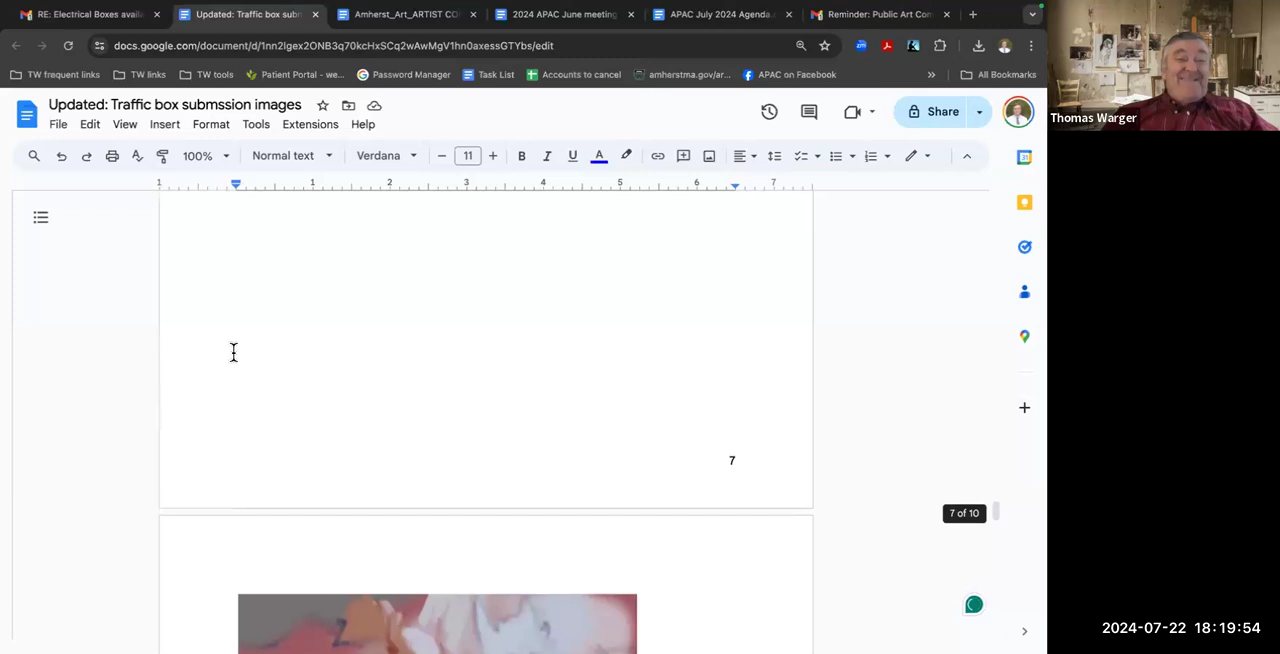 RE: Electrical Boxes availa
Updated: Traffic box subm
Amherst_Art_ARTIST CO
2024 APAC June meeting
APAC July 2024 Agenda.
Reminder: Public Art Com
docs.google.com/document/d/1nn2lgex2ONB3q70kcHxSCq2wAwMgV1hn0axessGTYbs/edit
TW frequent links
TW links
TW tools
Patient Portal - we...
Password Manager
Task List
Accounts to cancel
amherstma.gov/ar...
APAC on Facebook
All Bookmarks
Thomas Warger
Updated: Traffic box submssion images
File Edit View Insert Format Tools Extensions Help
Share
100% Normal text Verdana 11 B I U A
1 1 2 3 4 5 6 7
7
7 of 10
2024-07-22 18:19:54